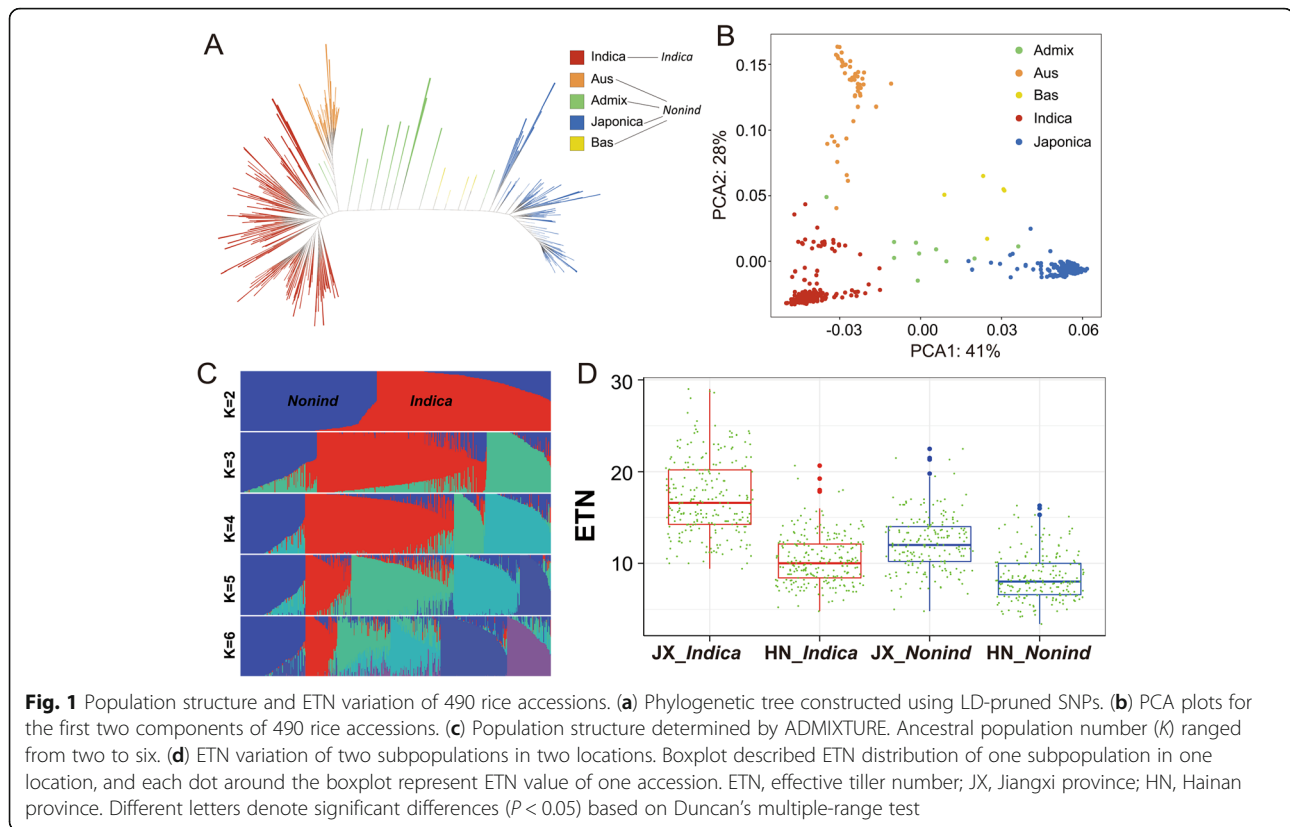 A
Indica Indica
Aus
Admix Nonind
Japonica
Bas
B
PCA2: 28%
0.15
0.10
0.05
0.00
-0.03 0.00 0.03 0.06
PCA1: 41%
Admix
Aus
Bas
Indica
Japonica
C
K=2
Nonind Indica
K=3
K=4
K=5
K=6
D
ETN
30
20
10
JX_Indica HN_Indica JX_Nonind HN_Nonind
Fig. 1 Population structure and ETN variation of 490 rice accessions. (a) Phylogenetic tree constructed using LD-pruned SNPs. (b) PCA plots for
the first two components of 490 rice accessions. (c) Population structure determined by ADMIXTURE. Ancestral population number (K) ranged
from two to six. (d) ETN variation of two subpopulations in two locations. Boxplot described ETN distribution of one subpopulation in one
location, and each dot around the boxplot represent ETN value of one accession. ETN, effective tiller number; JX, Jiangxi province; HN, Hainan
province. Different letters denote significant differences (P < 0.05) based on Duncan's multiple-range test